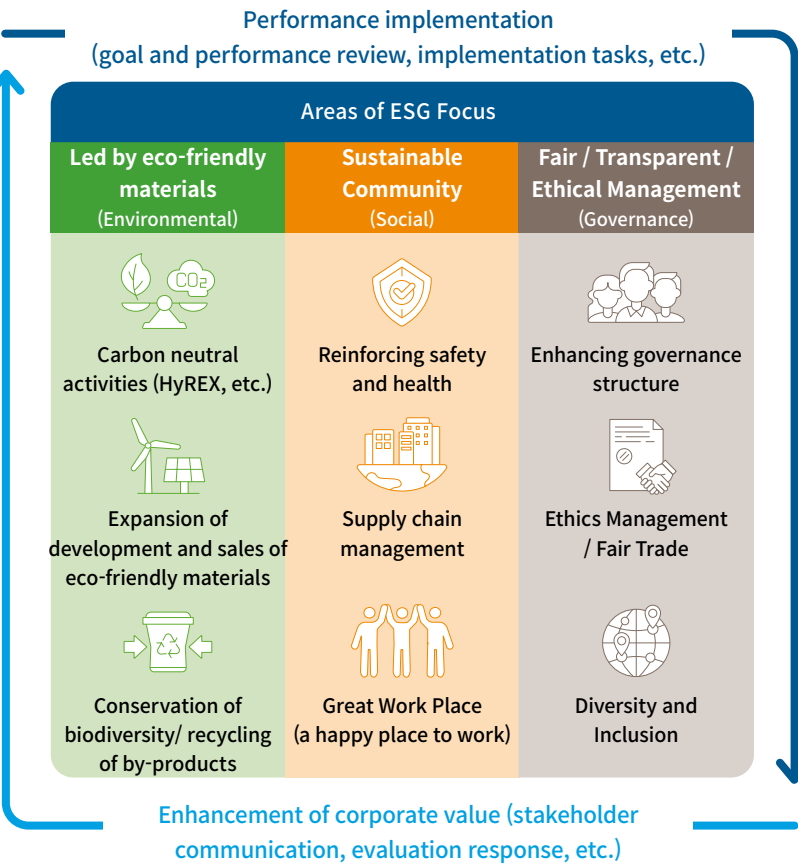 Performance implementation
(goal and performance review, implementation tasks, etc.)
Areas of ESG Focus
Led by eco-friendly
materials
(Environmental)
Sustainable
Community
(Social)
Fair / Transparent /
Ethical Management
(Governance)
CO2
Carbon neutral
activities (HyREX, etc.)
Reinforcing safety
and health
Enhancing governance
structure
Expansion of
development and sales of
eco-friendly materials
Supply chain
management
Ethics Management
/ Fair Trade
Conservation of
biodiversity/ recycling
of by-products
Great Work Place
(a happy place to work)
Diversity and
Inclusion
Enhancement of corporate value (stakeholder
communication, evaluation response, etc.)